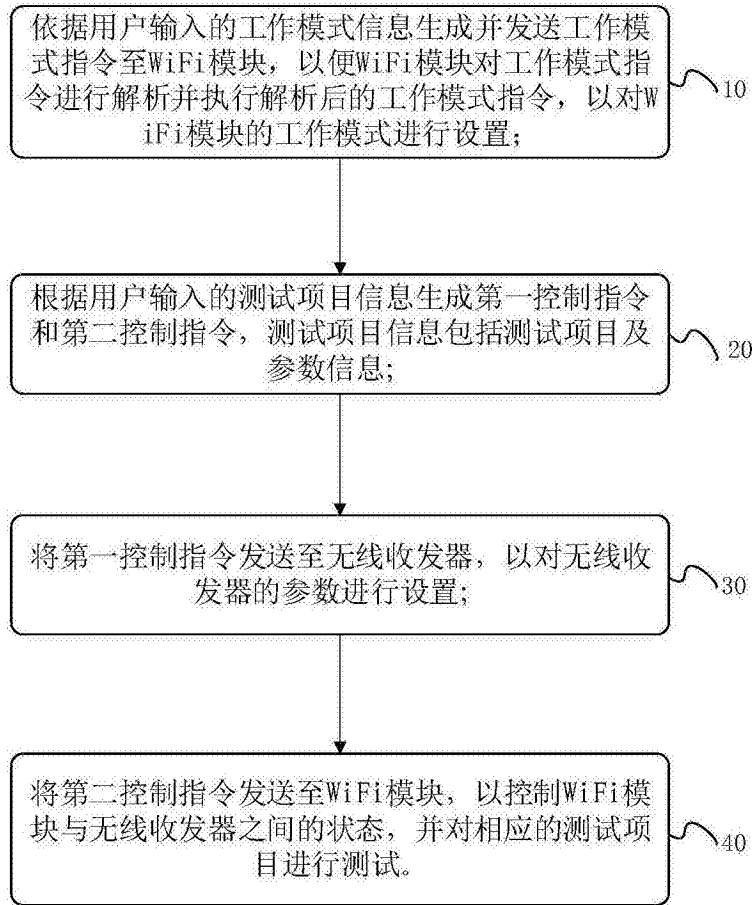 依据用户输入的工作模式信息生成并发送工作模
式指令至WiFi模块，以便WiFi模块对工作模式指
令进行解析并执行解析后的工作模式指令，以对W
iFi模块的工作模式进行设置；
10
根据用户输入的测试项目信息生成第一控制指令
和第二控制指令，测试项目信息包括测试项目及
参数信息；
20
将第一控制指令发送至无线收发器，以对无线收
发器的参数进行设置；
30
将第二控制指令发送至WiFi模块，以控制WiFi模
块与无线收发器之间的状态，并对相应的测试项
目进行测试。
40